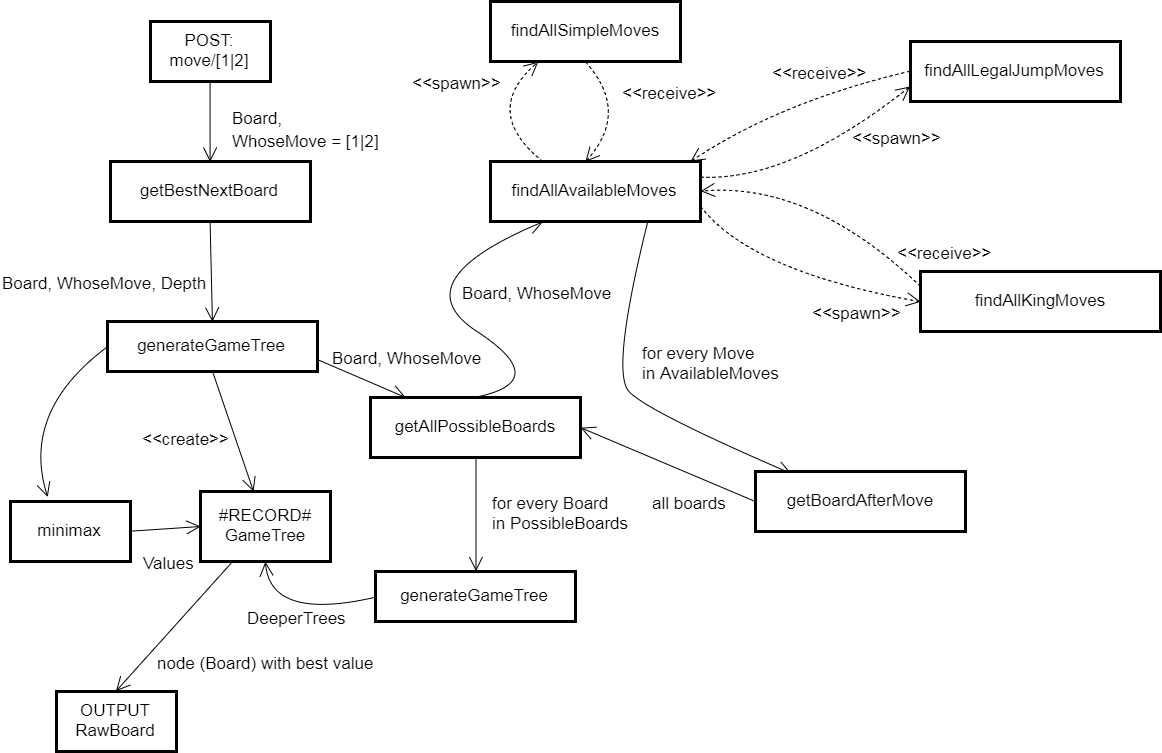 findAllSimpleMoves
POST:
move/[1|2]
findAllLegalJumpMoves
<<receive>>
<<spawn>>
<<receive>>
Board,
WhoseMove = [1|2]
<<spawn>>
getBestNextBoard
findAllAvailableMoves
<<receive>>
Board, WhoseMove, Depth
Board, WhoseMove
findAllKingMoves
<<spawn>>
generateGameTree
Board, WhoseMove
for every Move
in AvailableMoves
getAllPossibleBoards
<<create>>
for every Board
in PossibleBoards
all boards
getBoardAfterMove
minimax
#RECORD#
GameTree
Values
generateGameTree
DeeperTrees
node (Board) with best value
OUTPUT
RawBoard